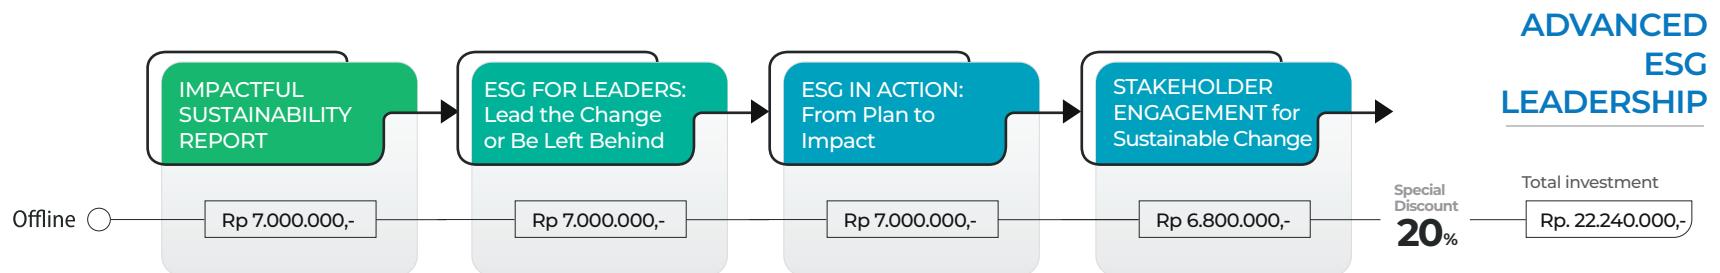 IMPACTFUL
SUSTAINABILITY
REPORT
ESG FOR LEADERS:
Lead the Change
or Be Left Behind
ESG IN ACTION:
From Plan to
Impact
STAKEHOLDER
ENGAGEMENT for
Sustainable Change
ADVANCED
ESG
LEADERSHIP
Offline
Rp 7.000.000,-
Rp 7.000.000,-
Rp 7.000.000,-
Rp 6.800.000,-
Special
Discount
20%
Total investment
Rp. 22.240.000,-